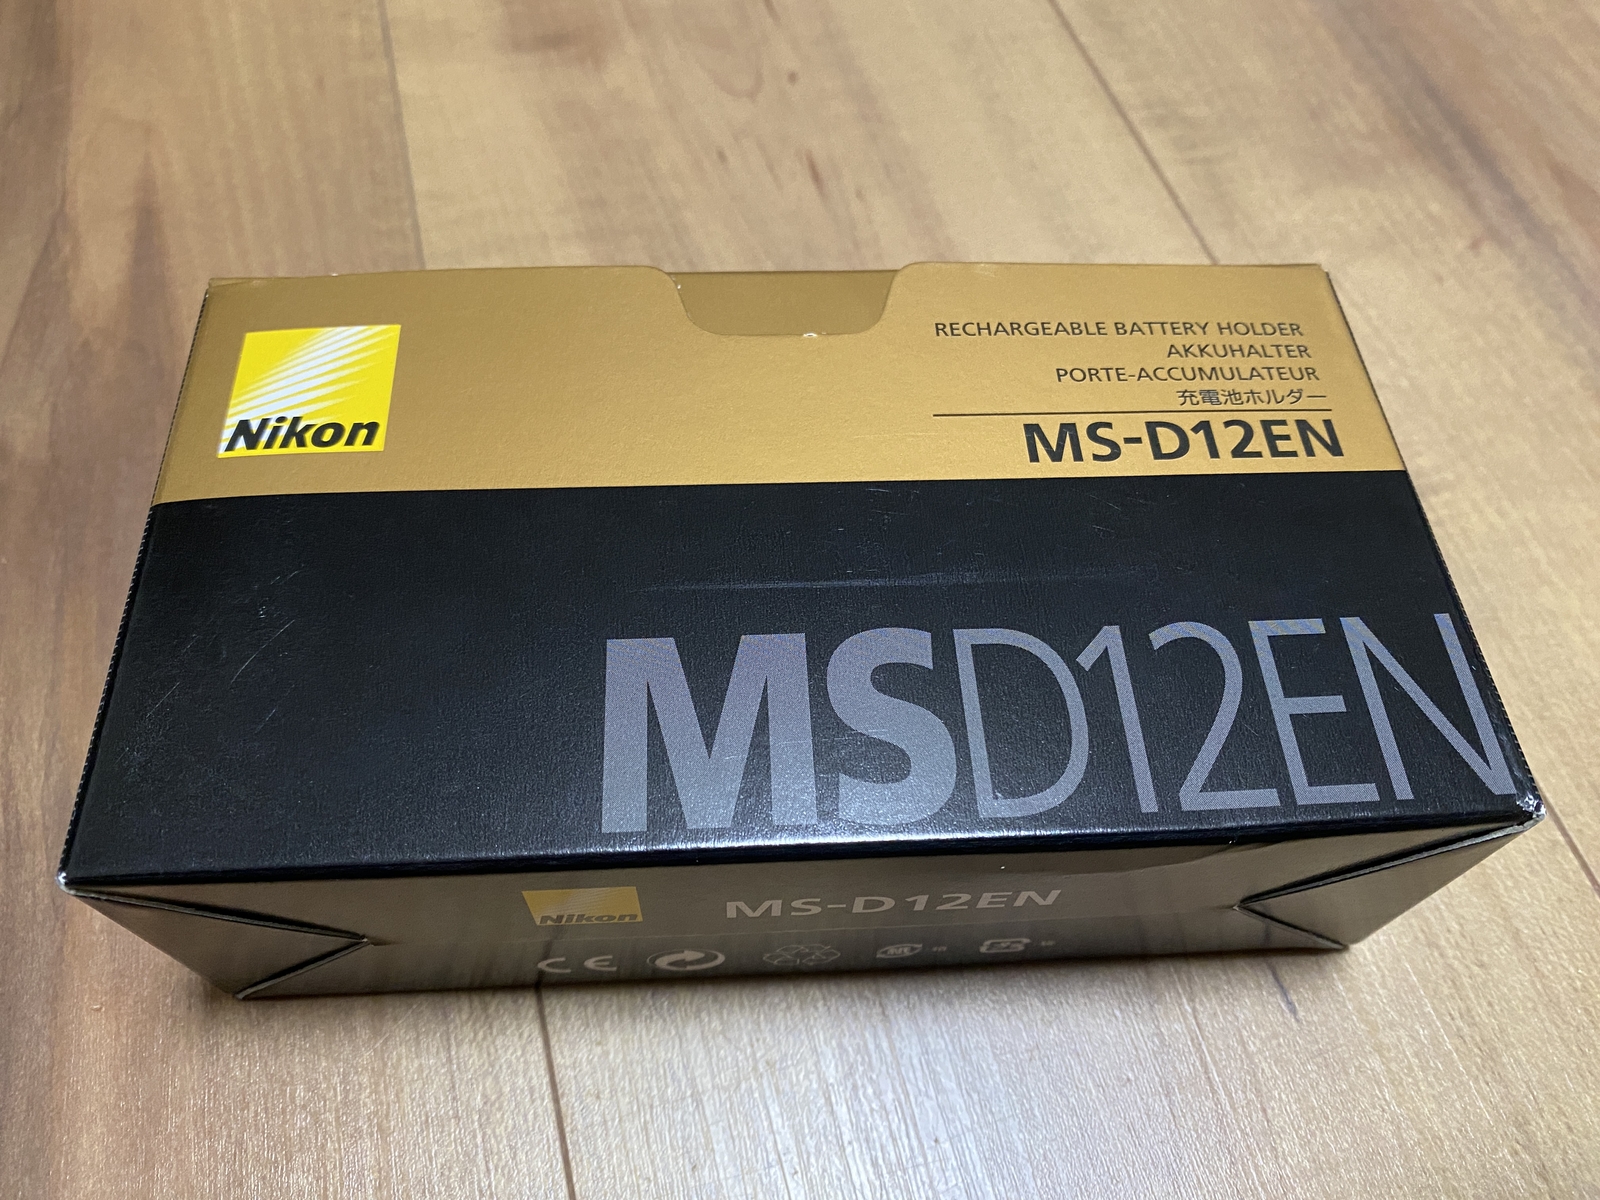 Nikon
RECHARGEABLE BATTERY HOLDER
AKKUHALTER
PORTE-ACCUMULATEUR
充電池ホルダー
MS-D12EN
MSD12EN
Nikon
MS-D12EN
CE